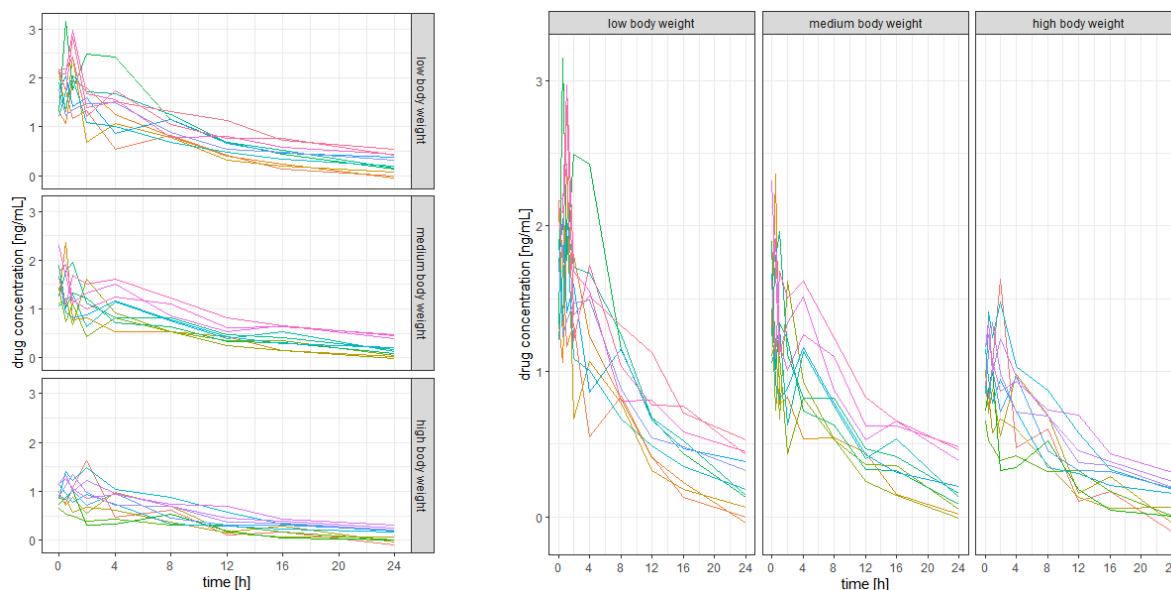 low body weight
3
2
1
0
medium body weight
3
2
1
0
high body weight
3
2
1
0
drug concentration [ng/mL]
0 4 8 12 16 20 24
time [h]
low body weight medium body weight high body weight
3
2
1
0
drug concentration [ng/mL]
0 4 8 12 16 20 24 0 4 8 12 16 20 24 0 4 8 12 16 20 24
time [h]